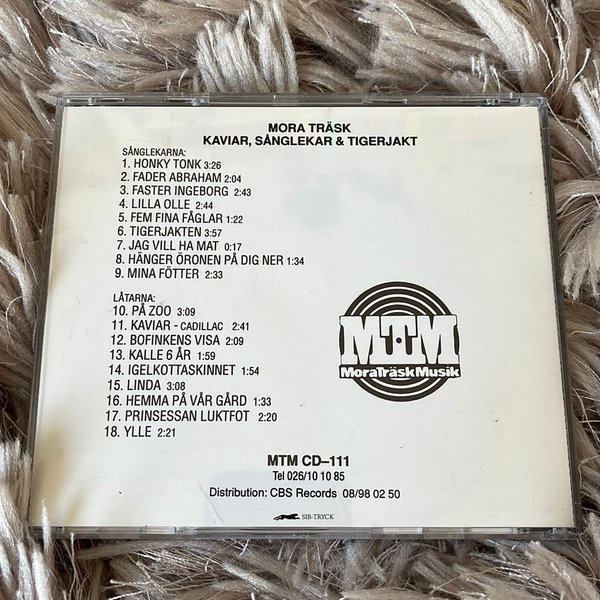 MORA TRÄSK
KAVIAR, SÅNGLEKAR & TIGERJAKT
SÅNGLEKARNA:
1. HONKY TONK 3:26
2. FADER ABRAHAM 2:04
3. FASTER INGEBORG 2:43
4. LILLA OLLE 2:44
5. FEM FINA FÅGLAR 1:22
6. TIGERJAKTEN 3:57
7. JAG VILL HA MAT 0:17
8. HÄNGER ÖRONEN PÅ DIG NER 1:34
9. MINA FÖTTER 2:33
LÅTARNA:
10. PÅ ZOO 3:09
11. KAVIAR - CADILLAC 2:41
12. BOFINKENS VISA 2:09
13. KALLE 6 ÅR 1:59
14. IGELKOTTASKINNET 1:54
15. LINDA 3:08
16. HEMMA PÅ VÅR GÅRD 1:33
17. PRINSESSAN LUKTFOT 2:20
18. YLLE 2:21
MTM
MoraTräskMusik
MTM CD–111
Tel 026/10 10 85
Distribution: CBS Records 08/98 02 50
SIB-TRYCK